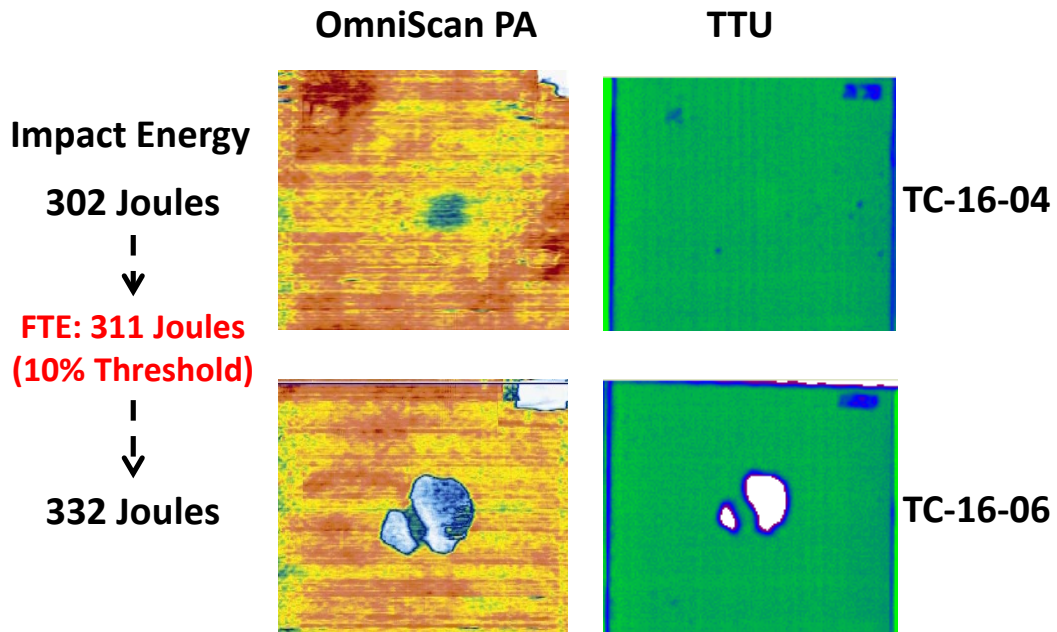 OmniScan PA
TTU
Impact Energy
302 Joules
TC-16-04
FTE: 311 Joules
(10% Threshold)
332 Joules
TC-16-06